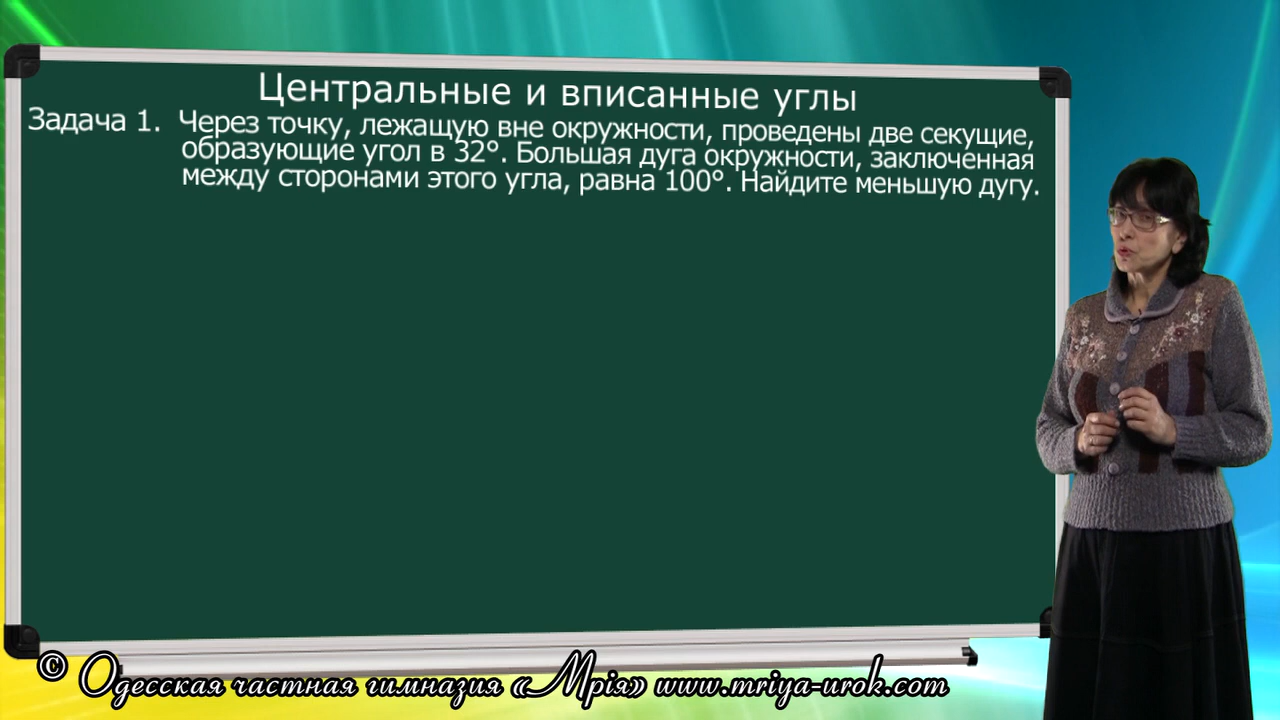 Центральные и вписанные углы
Задача 1. Через точку, лежащую вне окружности, проведены две секущие,
образующие угол в 32°. Большая дуга окружности, заключенная
между сторонами этого угла, равна 100°. Найдите меньшую дугу.
© Одесская частная гимназия «Мрія» www.mriya-urok.com